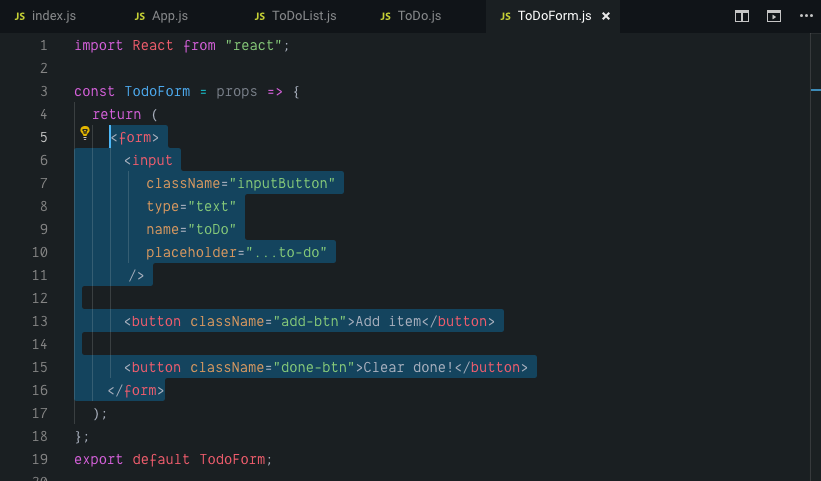 JS index.js JS App.js JS ToDoList.js JS ToDo.js JS ToDoForm.js ×
1 import React from "react";
2
3 const TodoForm = props => {
4 return (
5 <form>
6 <input
7 className="inputButton"
8 type="text"
9 name="toDo"
10 placeholder="...to-do"
11 />
12
13 <button className="add-btn">Add item</button>
14
15 <button className="done-btn">Clear done!</button>
16 </form>
17 );
18 };
19 export default TodoForm;
20